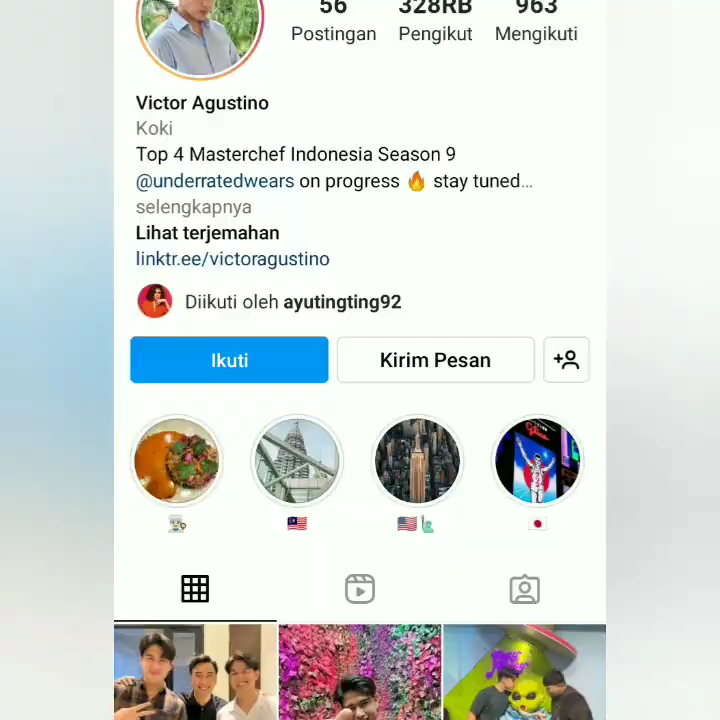 56 328RB 963
Postingan Pengikut Mengikuti
Victor Agustino
Koki
Top 4 Masterchef Indonesia Season 9
@underratedwears on progress 🔥 stay tuned...
selengkapnya
Lihat terjemahan
linktr.ee/victoragustino
Diikuti oleh ayutingting92
Ikuti Kirim Pesan